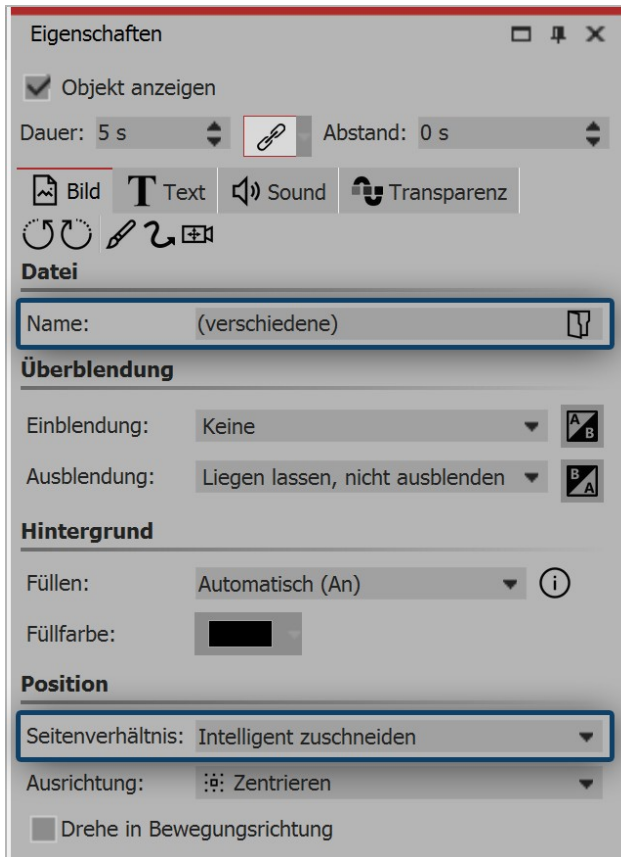 Eigenschaften
Objekt anzeigen
Dauer: 5 s Abstand: 0 s
Bild Text Sound Transparenz
Datei
Name: (verschiedene)
Überblendung
Einblendung: Keine A B
Ausblendung: Liegen lassen, nicht ausblenden B A
Hintergrund
Füllen: Automatisch (An)
Füllfarbe:
Position
Seitenverhältnis: Intelligent zuschneiden
Ausrichtung: Zentrieren
Drehe in Bewegungsrichtung